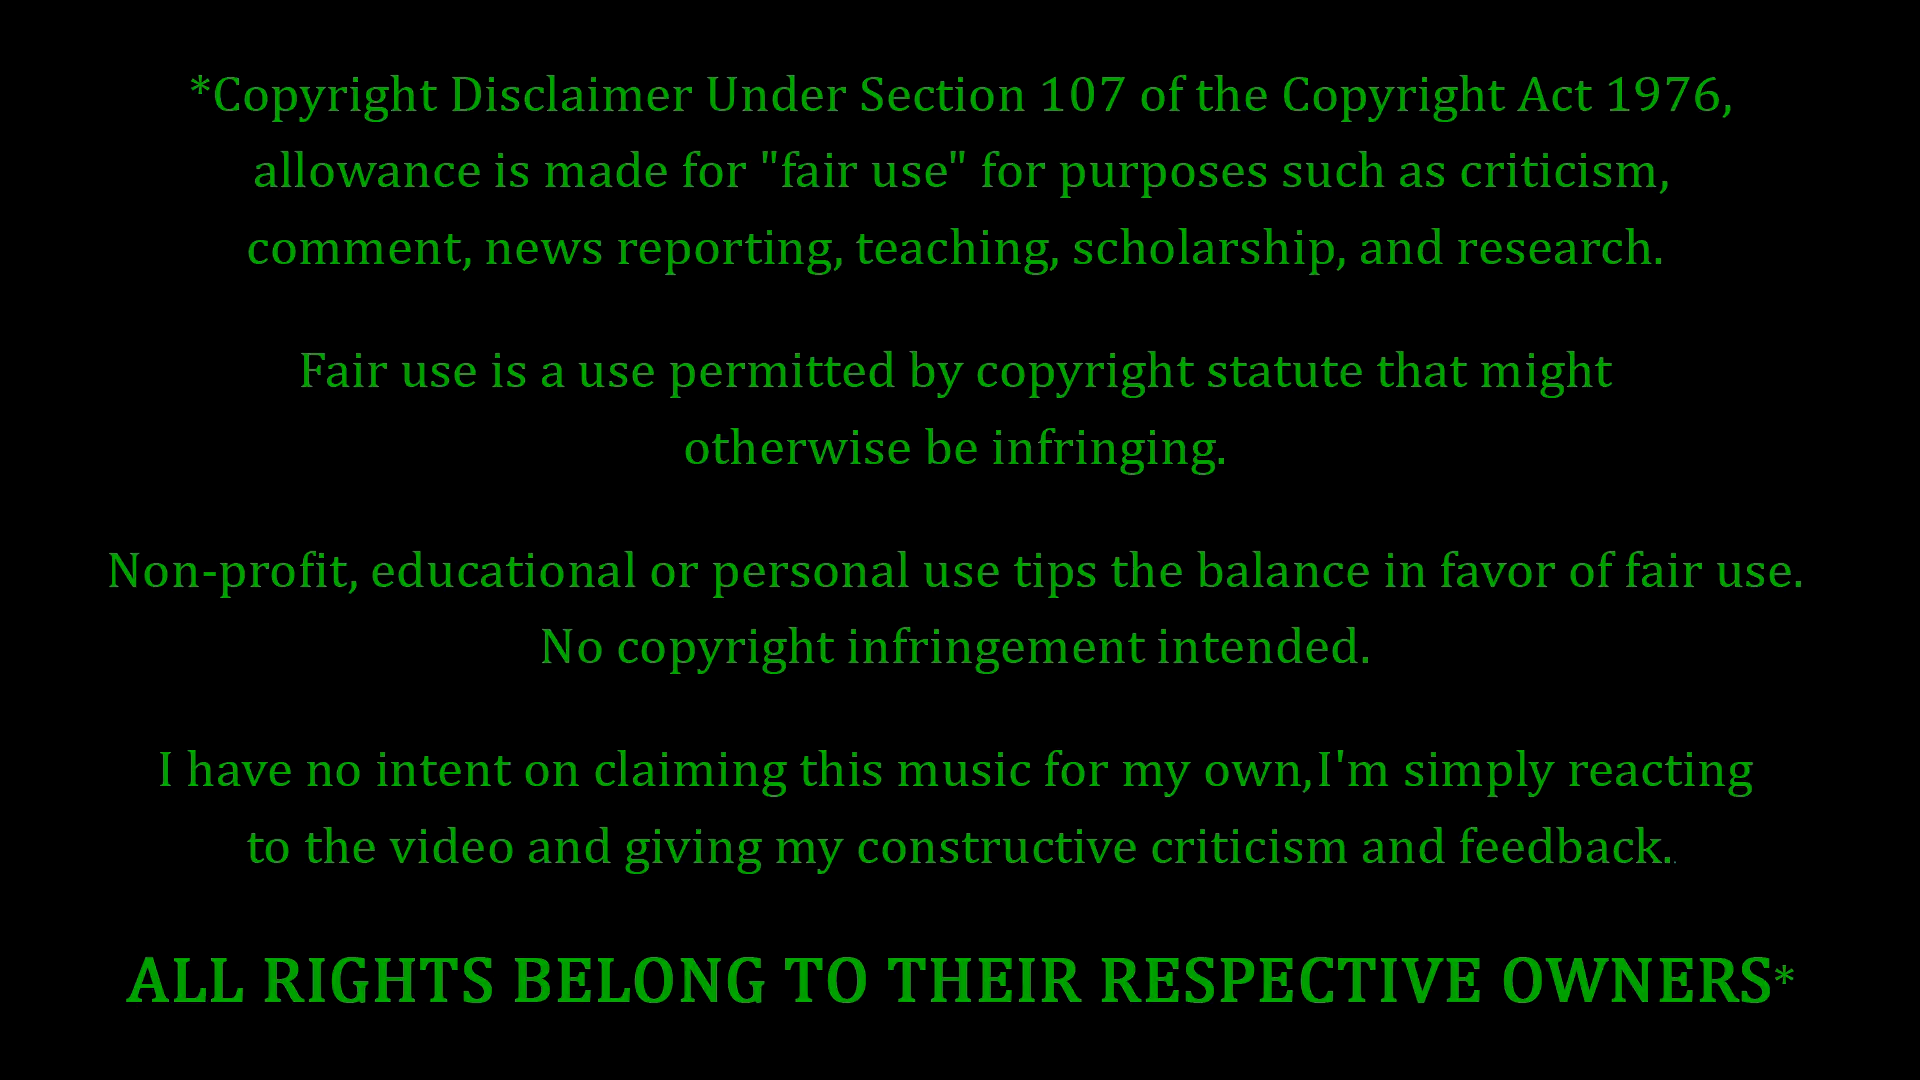 *Copyright Disclaimer Under Section 107 of the Copyright Act 1976,
allowance is made for "fair use" for purposes such as criticism,
comment, news reporting, teaching, scholarship, and research.
Fair use is a use permitted by copyright statute that might
otherwise be infringing.
Non-profit, educational or personal use tips the balance in favor of fair use.
No copyright infringement intended.
I have no intent on claiming this music for my own,I'm simply reacting
to the video and giving my constructive criticism and feedback..
ALL RIGHTS BELONG TO THEIR RESPECTIVE OWNERS*